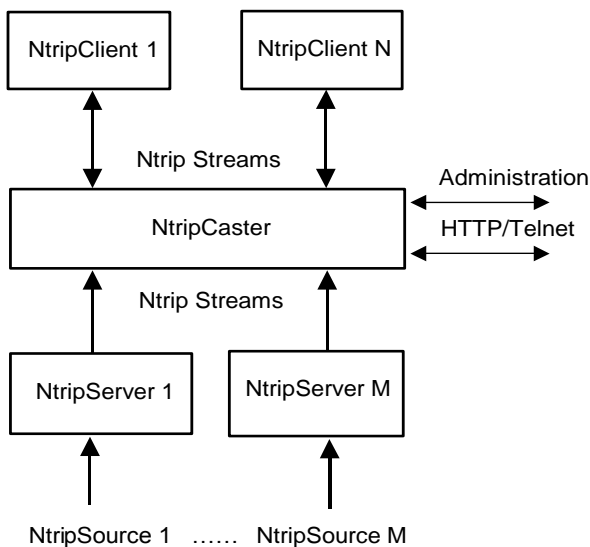 NtripClient 1
NtripClient N
Ntrip Streams
Administration
NtripCaster
HTTP/Telnet
Ntrip Streams
NtripServer 1
NtripServer M
NtripSource 1 ...... NtripSource M